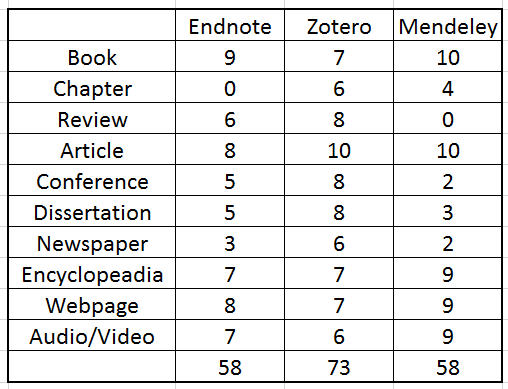 Endnote Zotero Mendeley
Book 9 7 10
Chapter 0 6 4
Review 6 8 0
Article 8 10 10
Conference 5 8 2
Dissertation 5 8 3
Newspaper 3 6 2
Encyclopeadia 7 7 9
Webpage 8 7 9
Audio/Video 7 6 9
58 73 58